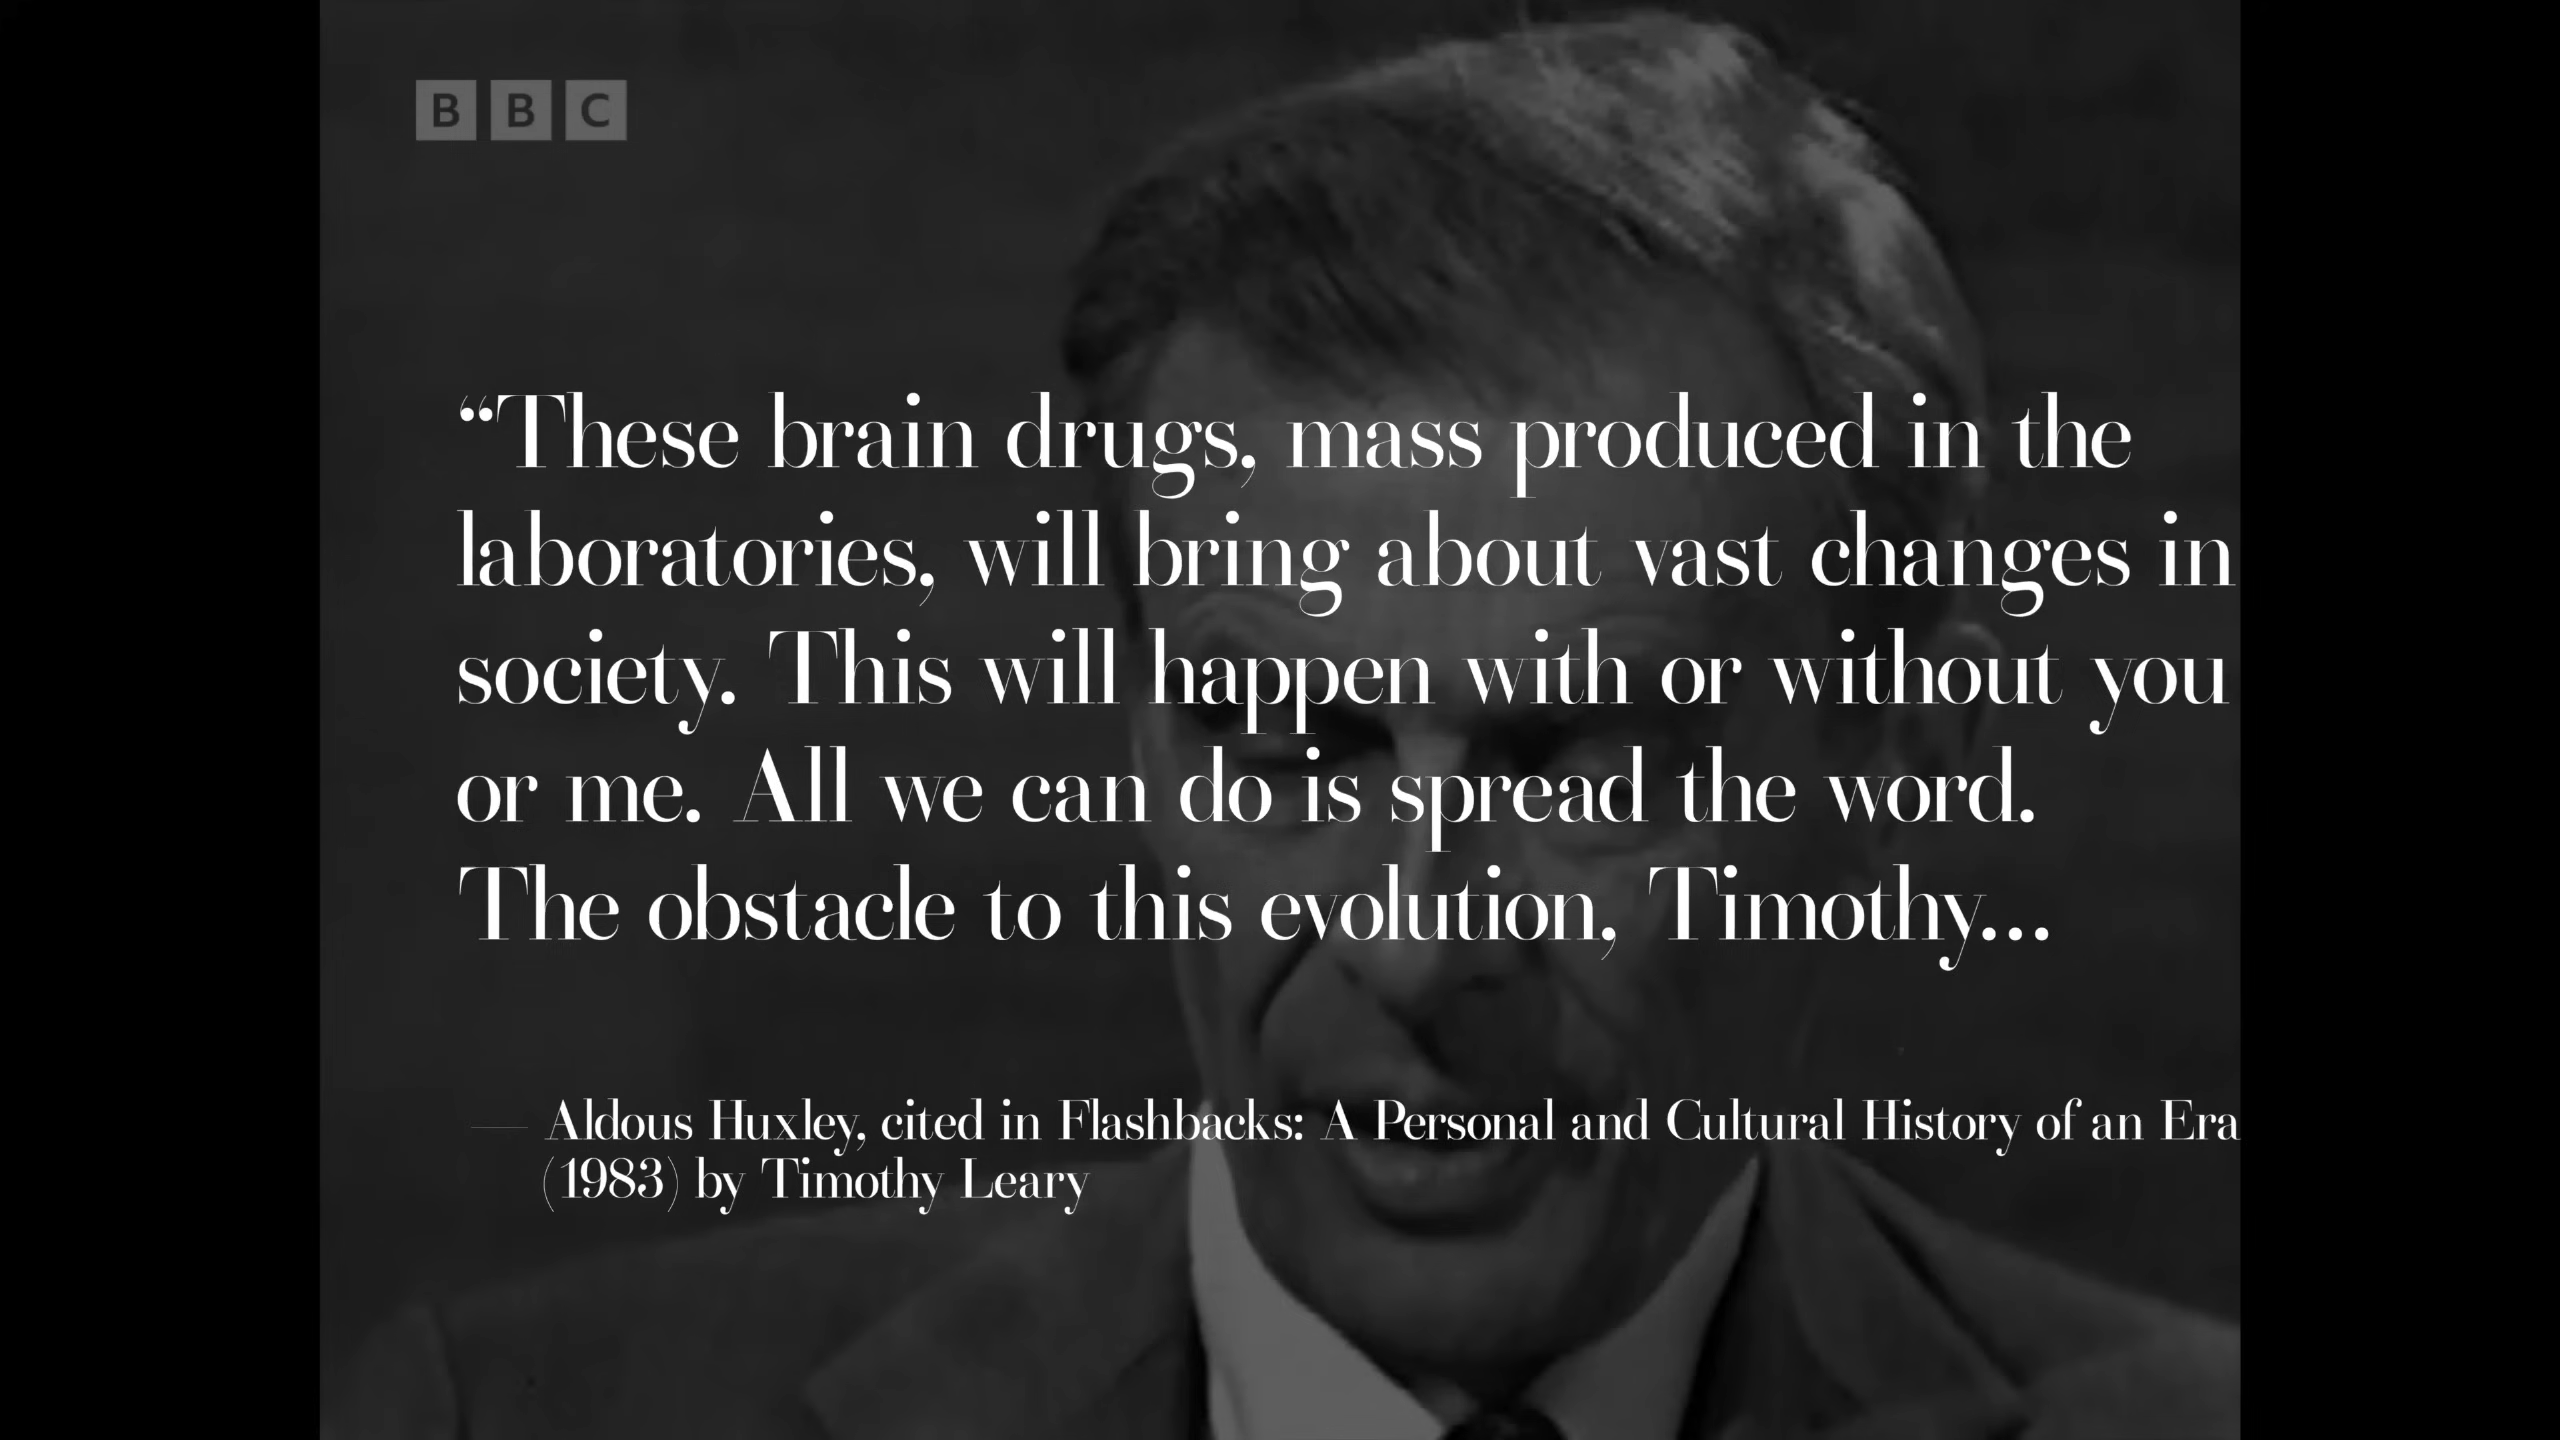 BBC
“These brain drugs, mass produced in the
laboratories, will bring about vast changes in
society. This will happen with or without you
or me. All we can do is spread the word.
The obstacle to this evolution, Timothy...
— Aldous Huxley, cited in Flashbacks: A Personal and Cultural History of an Era
(1983) by Timothy Leary